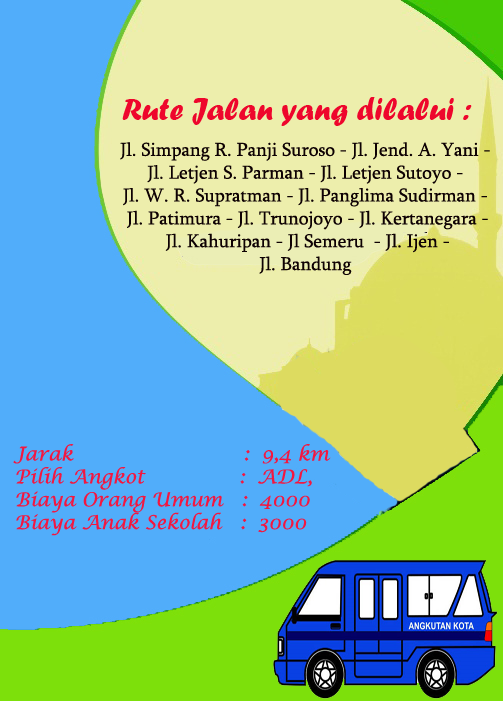 Rute Jalan yang dilalui :
Jl. Simpang R. Panji Suroso - Jl. Jend. A. Yani -
Jl. Letjen S. Parman - Jl. Letjen Sutoyo -
Jl. W. R. Supratman - Jl. Panglima Sudirman -
Jl. Patimura - Jl. Trunojoyo - Jl. Kertanegara -
Jl. Kahuripan - Jl Semeru - Jl. Ijen -
Jl. Bandung
Jarak : 9,4 km
Pilih Angkot : ADL,
Biaya Orang Umum : 4000
Biaya Anak Sekolah : 3000
ANGKUTAN KOTA